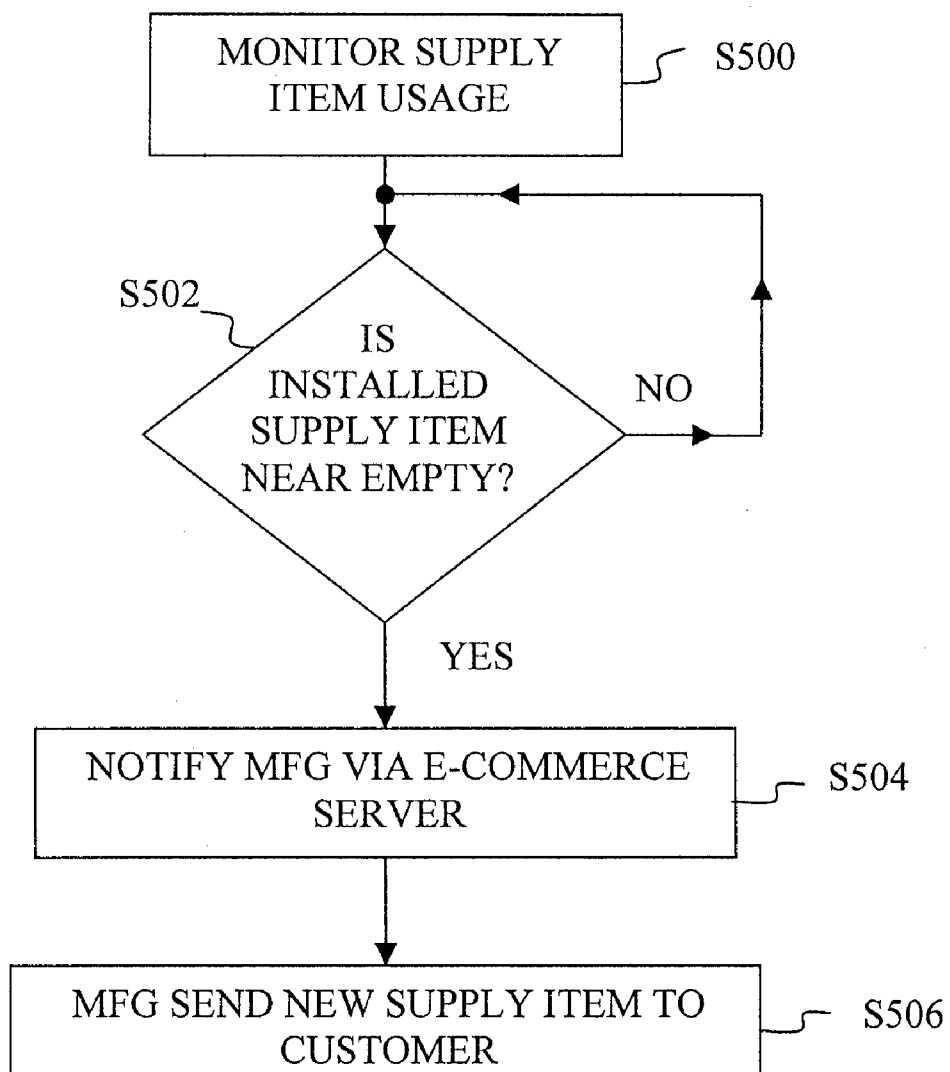 MONITOR SUPPLY
ITEM USAGE
S500
S502
IS
INSTALLED
SUPPLY ITEM
NEAR EMPTY?
NO
YES
NOTIFY MFG VIA E-COMMERCE
SERVER
S504
MFG SEND NEW SUPPLY ITEM TO
CUSTOMER
S506